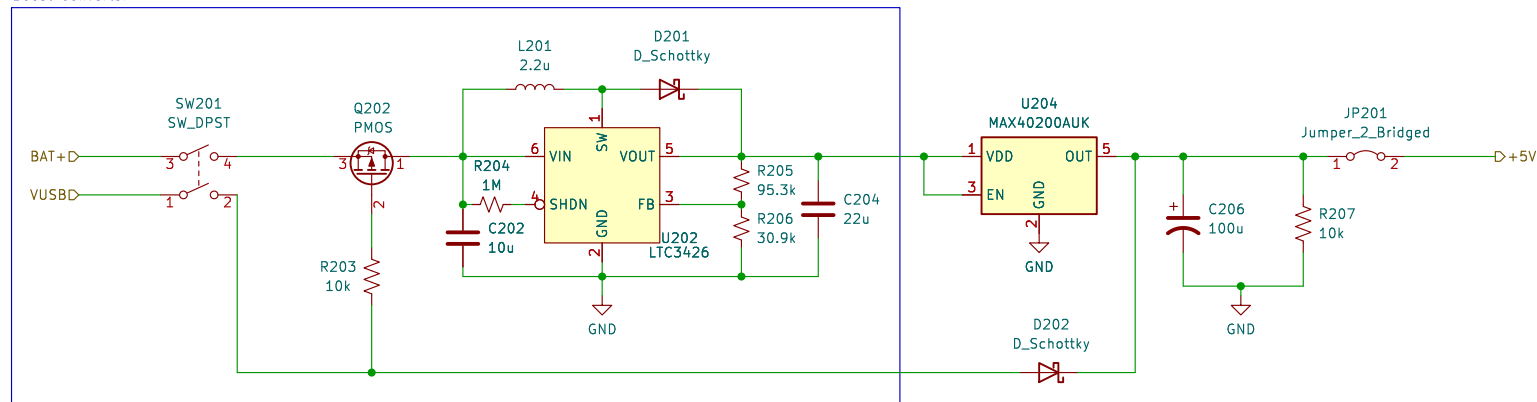 L201
2.2u
D201
D_Schottky
SW201
SW_DPST
Q202
PMOS
U204
MAX40200AUK
JP201
Jumper_2_Bridged
BAT+
3
4
3
1
2
VUSB
1
2
R204
1M
6
VIN
1
SW
VOUT
5
4
SHDN
GND
2
FB
3
C202
10u
U202
LTC3426
R205
95.3k
R206
30.9k
C204
22u
1
VDD
OUT
5
3
EN
GND
2
GND
1
2
+5V
+
C206
100u
R207
10k
R203
10k
GND
GND
D202
D_Schottky